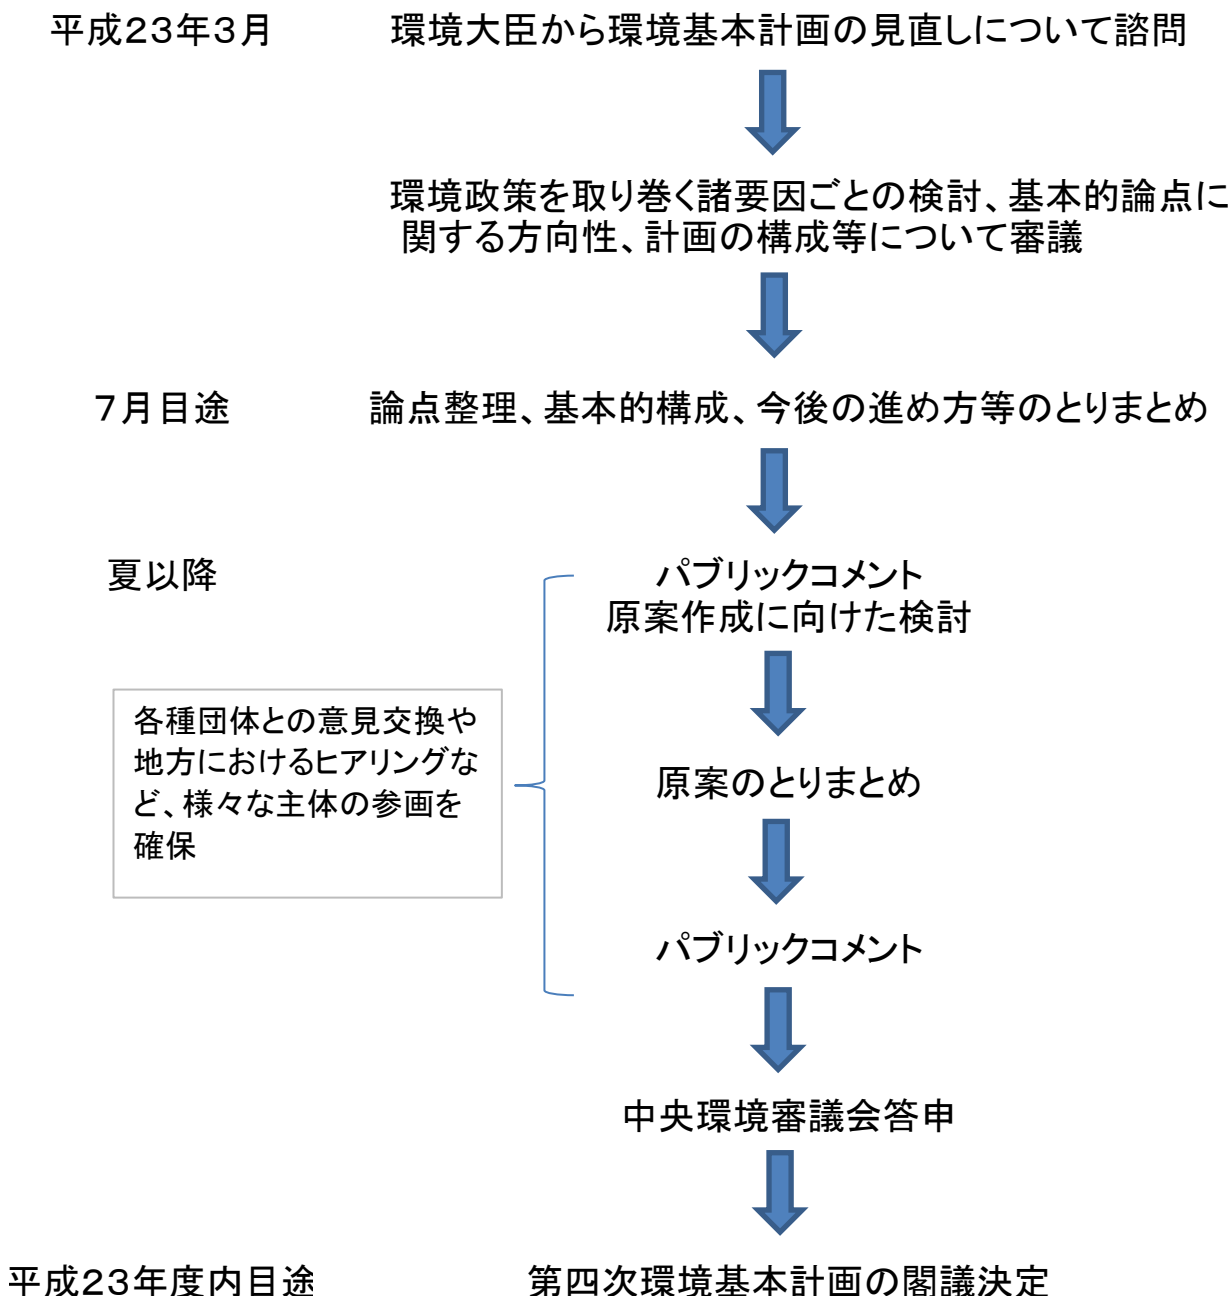 平成23年3月
環境大臣から環境基本計画の見直しについて諮問
環境政策を取り巻く諸要因ごとの検討、基本的論点に
関する方向性、計画の構成等について審議
7月目途
論点整理、基本的構成、今後の進め方等のとりまとめ
夏以降
パブリックコメント
原案作成に向けた検討
各種団体との意見交換や
地方におけるヒアリングな
ど、様々な主体の参画を
確保
原案のとりまとめ
パブリックコメント
中央環境審議会答申
平成23年度内目途
第四次環境基本計画の閣議決定